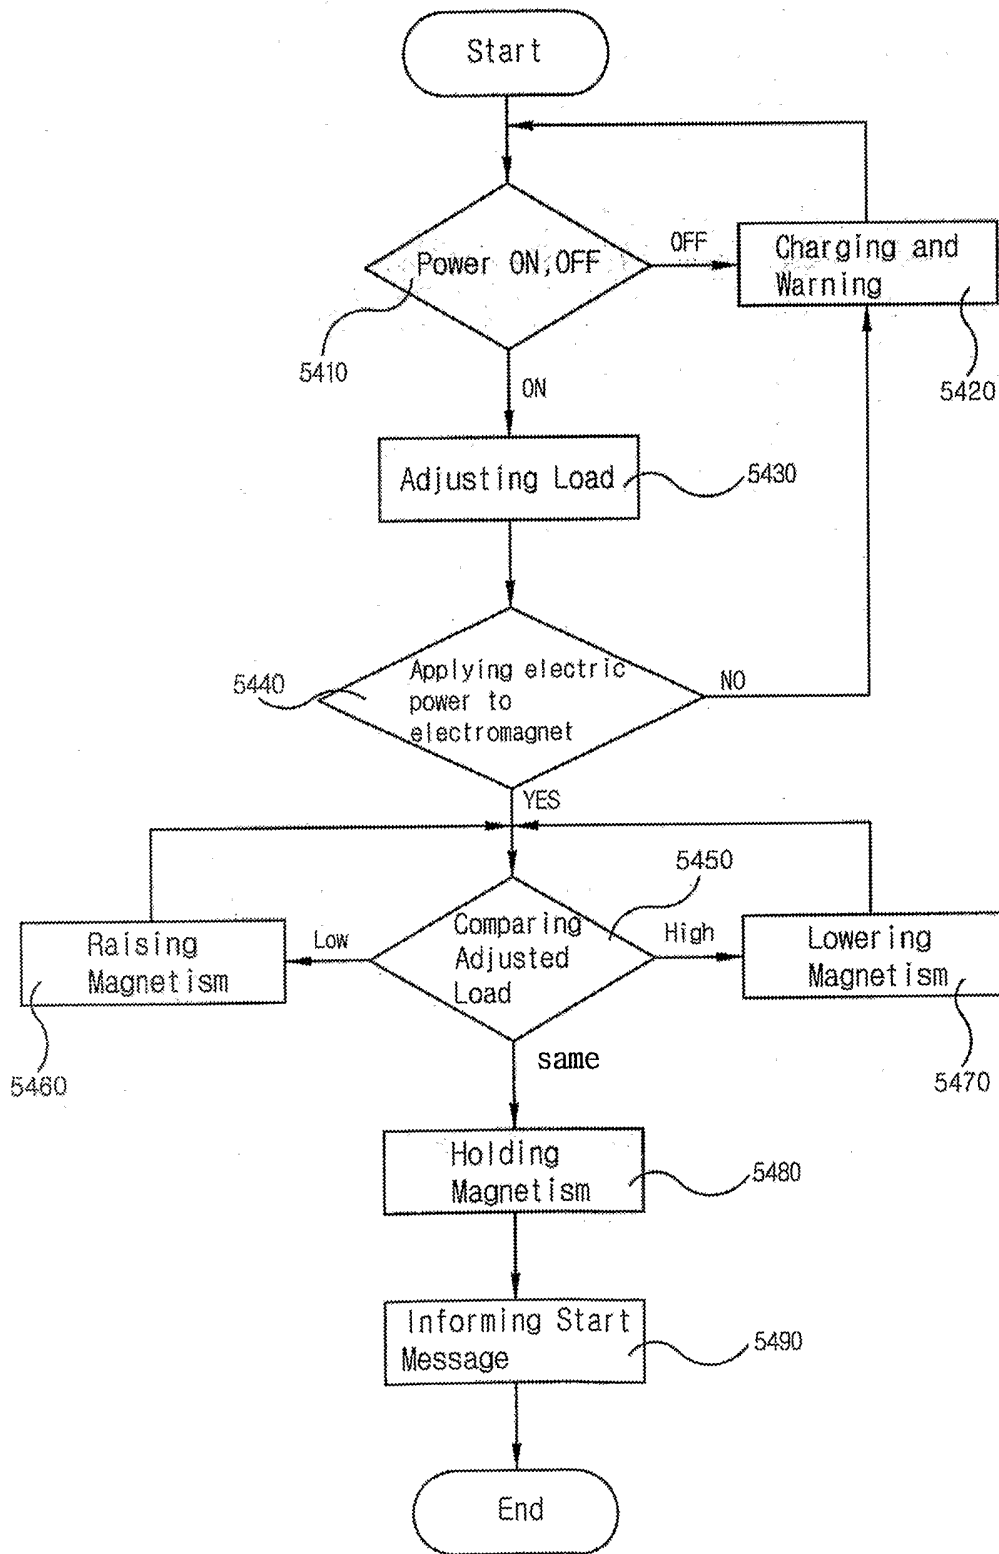 Start
Power ON,OFF
OFF
Charging and
Warning
5410
5420
ON
Adjusting Load
5430
Applying electric
power to
electromagnet
5440
NO
YES
5450
Comparing
Adjusted
Load
Low
High
Raising
Magnetism
Lowering
Magnetism
5460
5470
same
Holding
Magnetism
5480
Informing Start
Message
5490
End